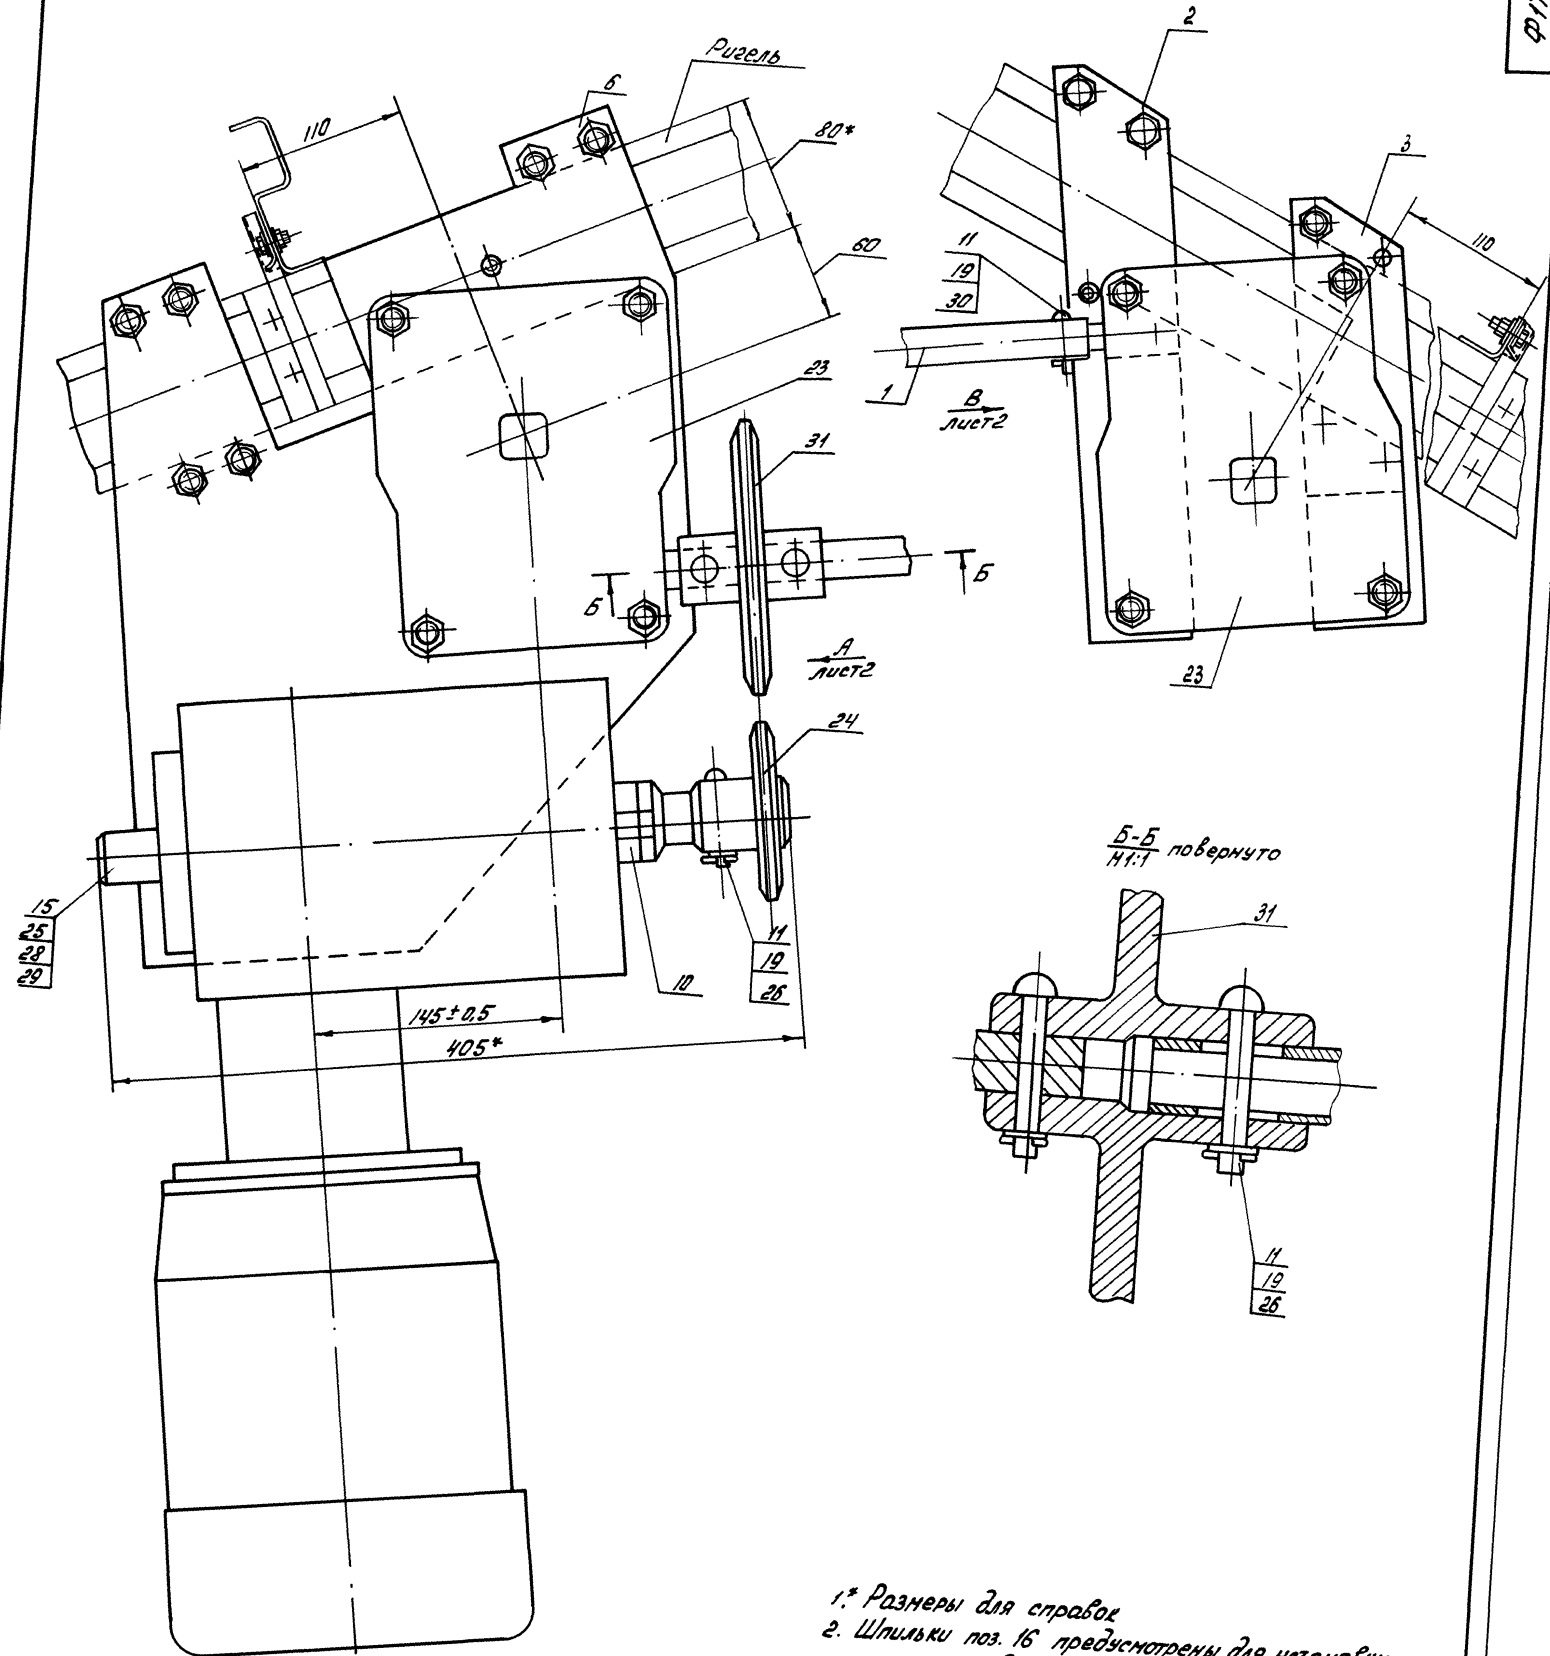 Ригель
6
110
80*
60
23
31
Б
Б
А
лист2
24
15
25
28
29
10
11
19
26
145±0,5
405*
2
3
110
11
19
30
1
В
лист2
23
Б-Б
М1:1 повернуто
31
11
19
26
1.* Размеры для справок
2. Шпильки поз. 16 предусмотрены для